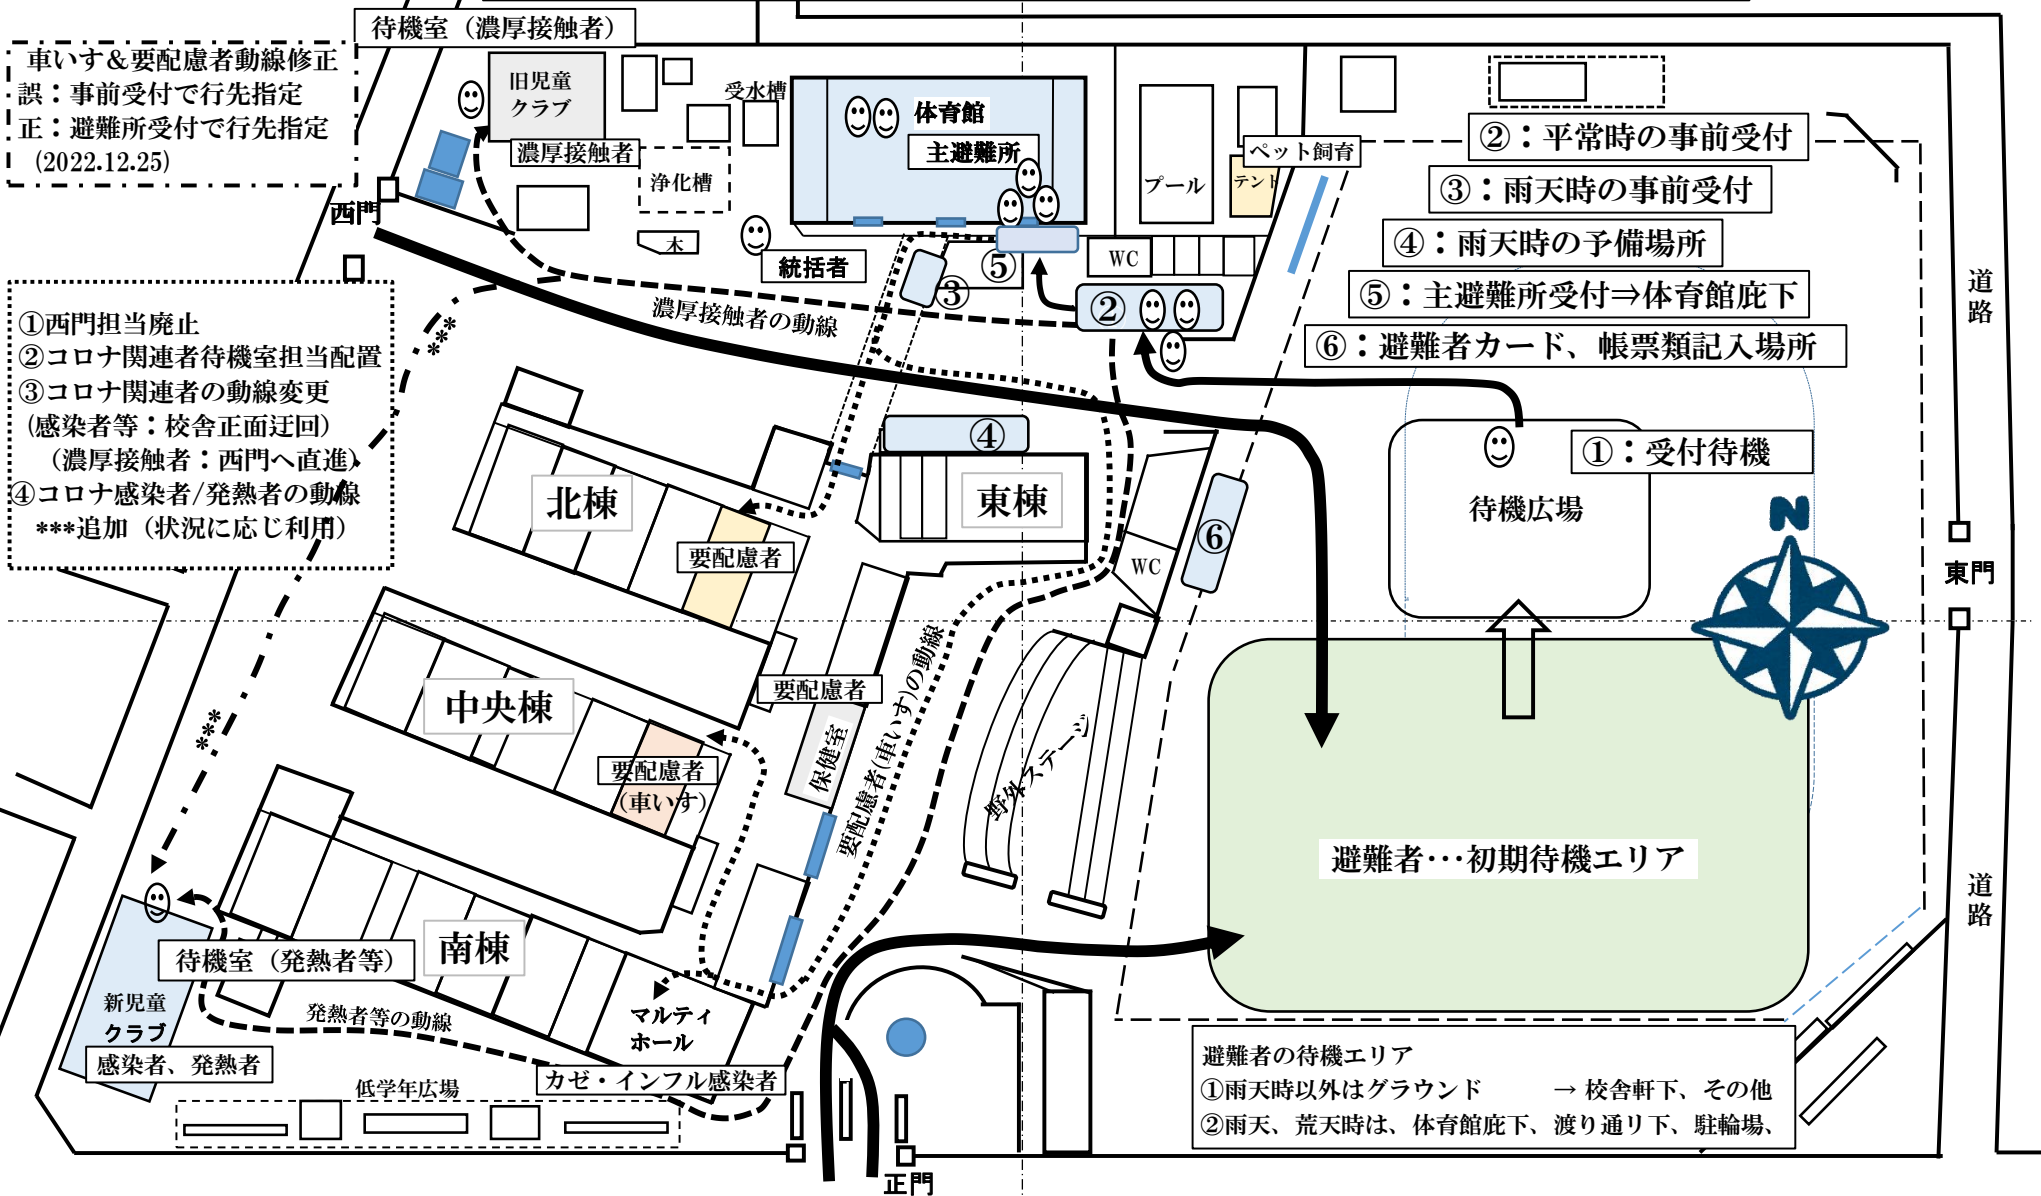 待機室（濃厚接触者）
車いす＆要配慮者動線修正
誤：事前受付で行先指定
正：避難所受付で行先指定
(2022.12.25)
旧児童
クラブ
濃厚接触者
受水槽
浄化槽
木
統括者
体育館
主避難所
プール
テント
ペット飼育
WC
西門
②：平常時の事前受付
③：雨天時の事前受付
④：雨天時の予備場所
⑤：主避難所受付⇒体育館庇下
⑥：避難者カード、帳票類記入場所
道路
①西門担当廃止
②コロナ関連者待機室担当配置
③コロナ関連者の動線変更
(感染者等：校舎正面迂回）
（濃厚接触者：西門へ直進）
④コロナ感染者/発熱者の動線
***追加（状況に応じ利用）
***
濃厚接触者の動線
③
⑤
②
④
⑥
①：受付待機
待機広場
N
東門
北棟
東棟
要配慮者
WC
中央棟
要配慮者
保健室
要配慮者(車いす)の動線
要配慮者
（車いす）
野外ステージ
***
避難者…初期待機エリア
道路
南棟
待機室（発熱者等）
新児童
クラブ
感染者、発熱者
発熱者等の動線
マルティ
ホール
カゼ・インフル感染者
低学年広場
正門
避難者の待機エリア
①雨天時以外はグラウンド　→ 校舎軒下、その他
②雨天、荒天時は、体育館庇下、渡り通り下、駐輪場、